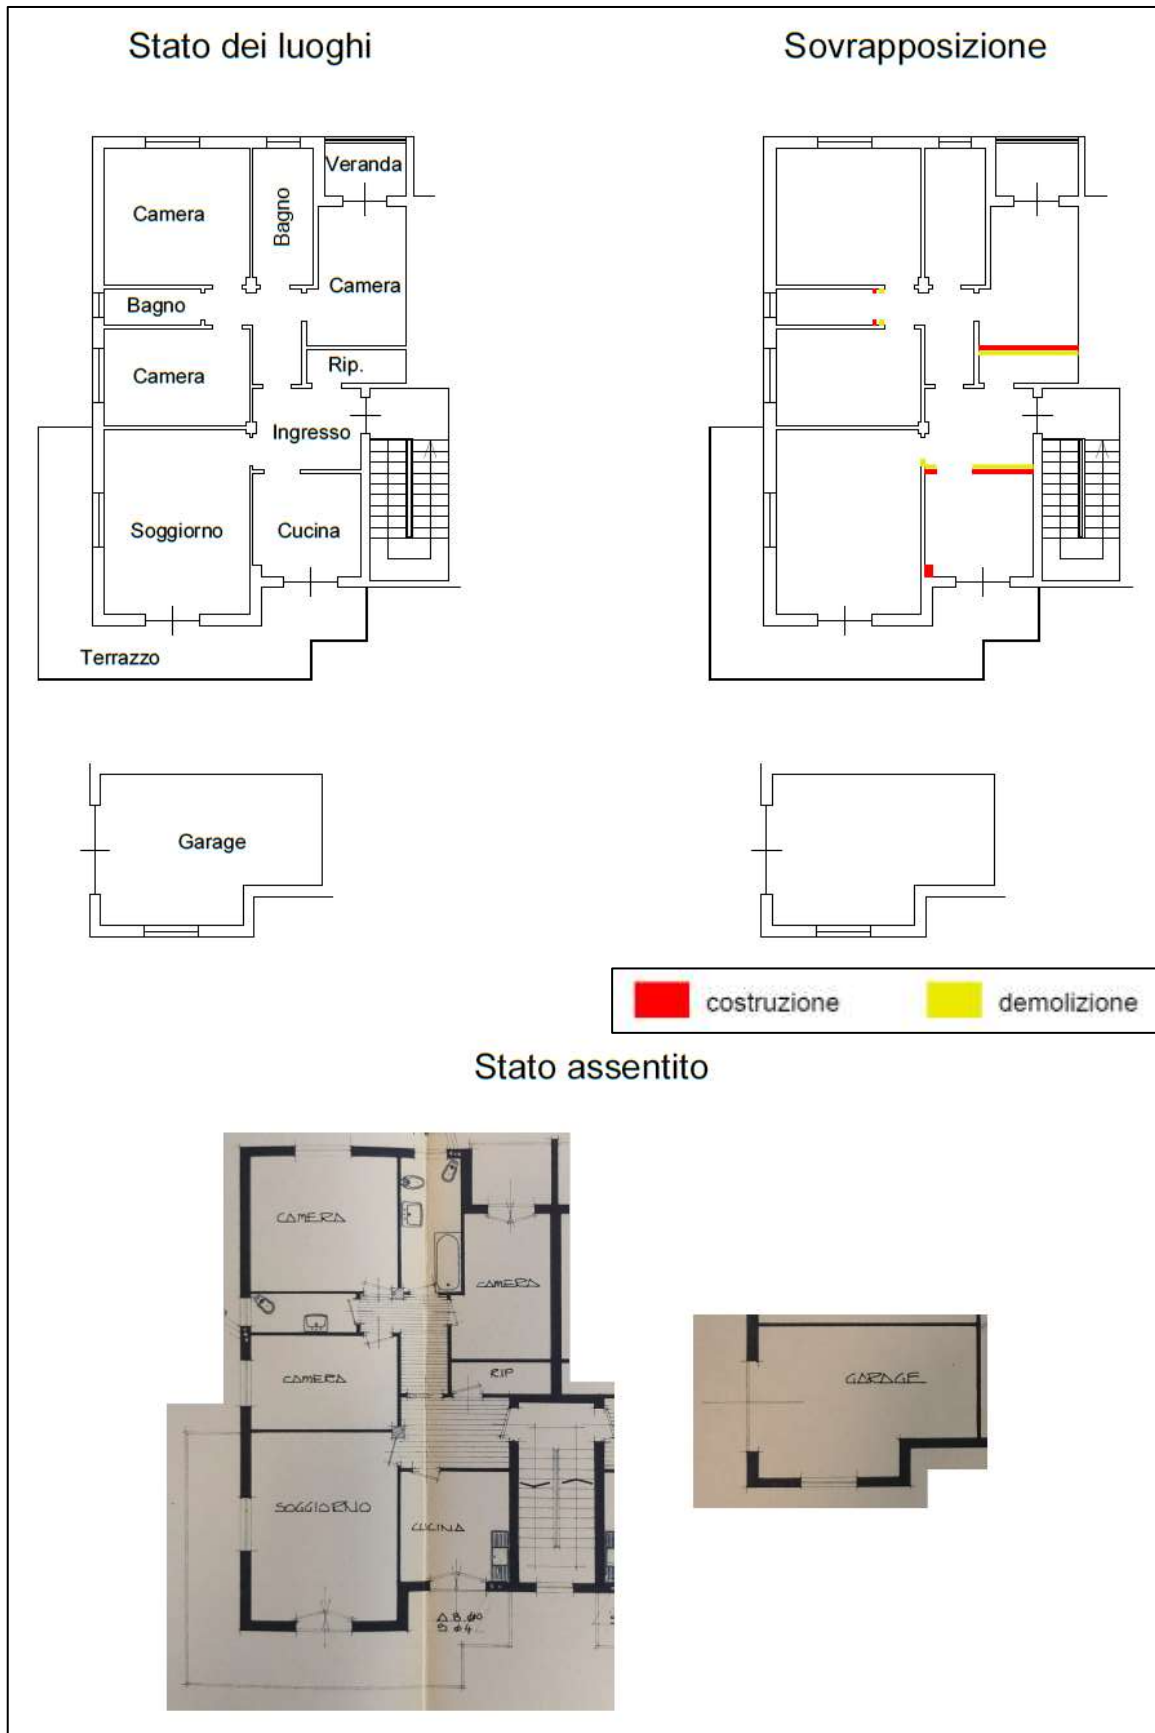 Stato dei luoghi
Sovrapposizione
Veranda
Camera
Bagno
Camera
Bagno
Rip.
Camera
Ingresso
Soggiorno
Cucina
Terrazzo
Garage
costruzione
demolizione
Stato assentito
CAMERA
CAMERA
CAMERA
RIP
GARAGE
SOGGIORNO
CUCINA